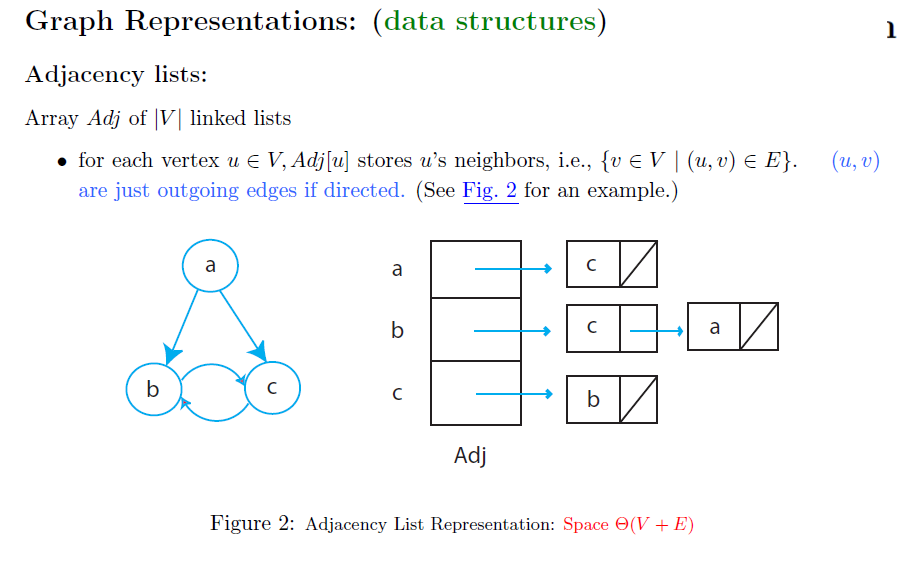 Graph Representations: (data structures)
Adjacency lists:
Array Adj of |V| linked lists
• for each vertex u ∈ V, Adj[u] stores u's neighbors, i.e., {v ∈ V | (u, v) ∈ E}. (u, v)
are just outgoing edges if directed. (See Fig. 2 for an example.)
a
b
c
a
b
c
c
c
a
b
Adj
Figure 2: Adjacency List Representation: Space Θ(V + E)